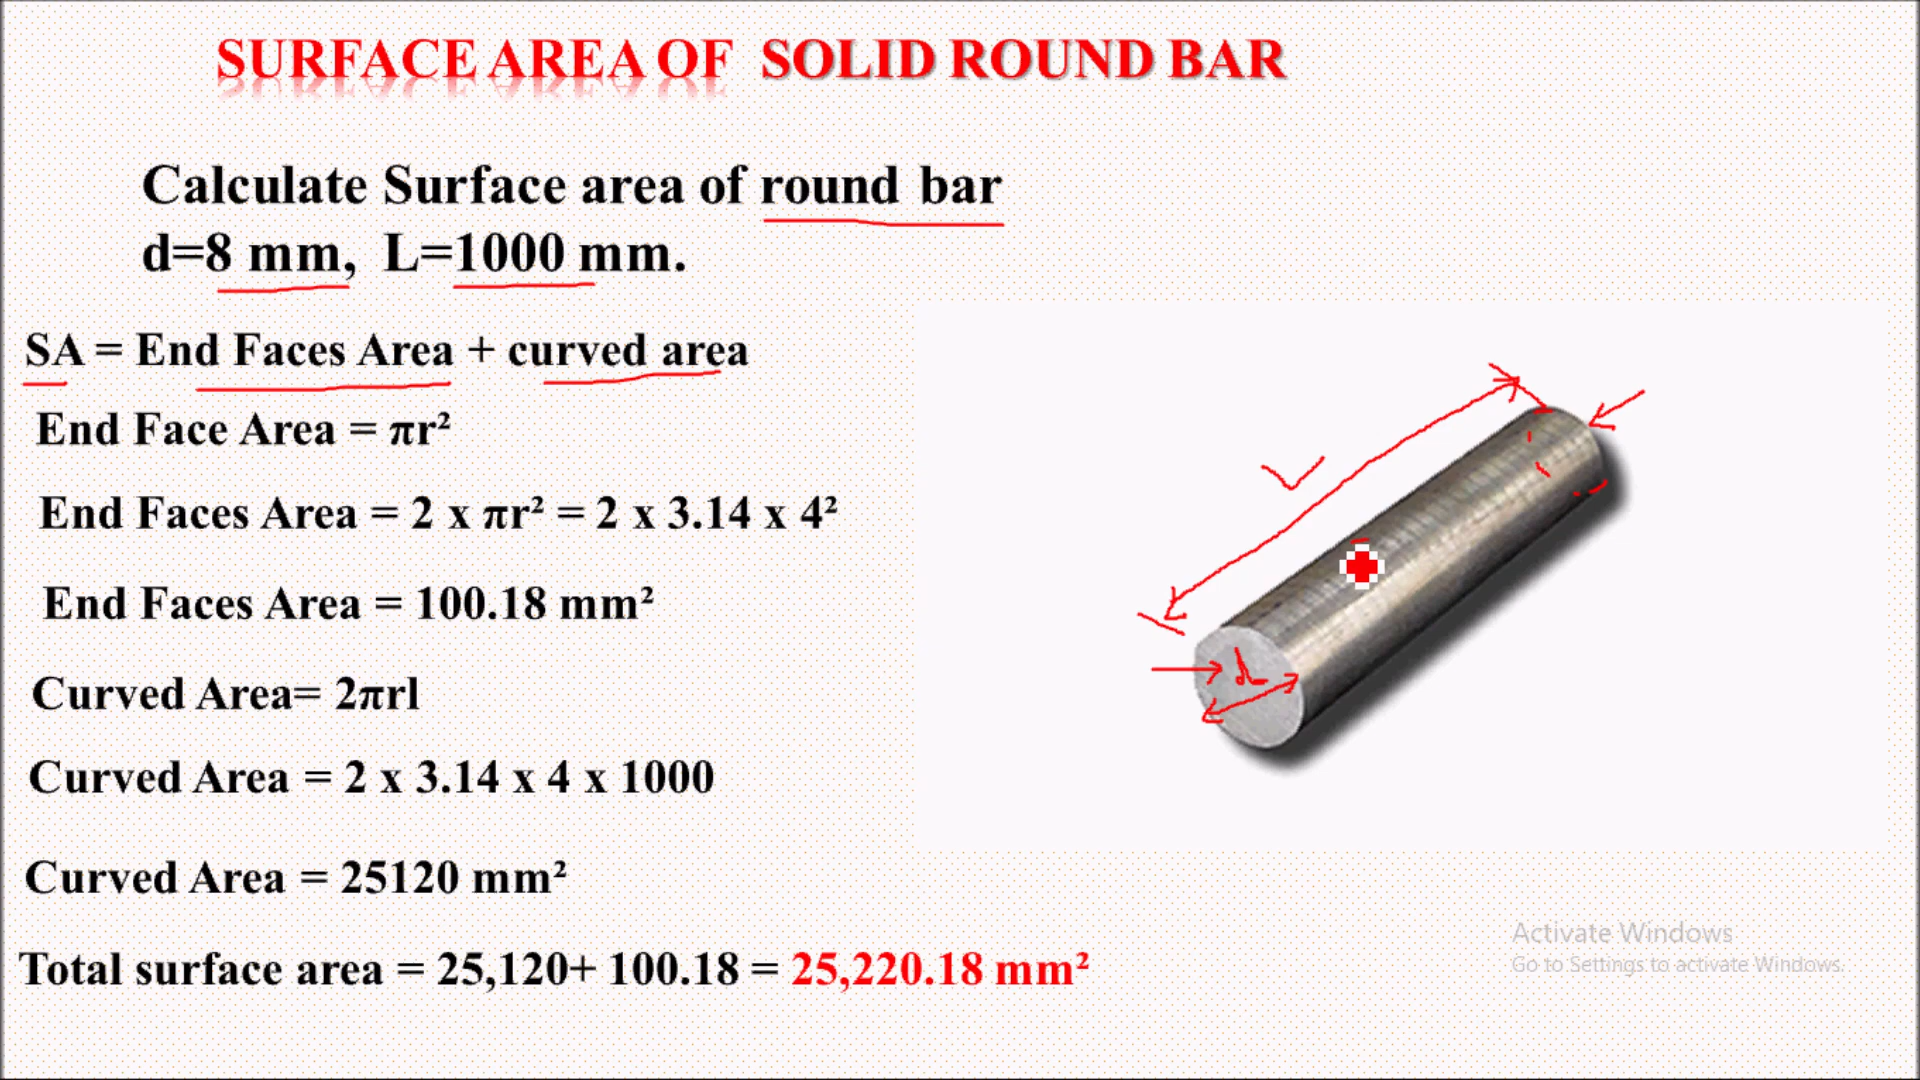 SURFACE AREA OF SOLID ROUND BAR
Calculate Surface area of round bar
d=8 mm, L=1000 mm.
SA = End Faces Area + curved area
End Face Area = πr²
End Faces Area = 2 x πr² = 2 x 3.14 x 4²
End Faces Area = 100.18 mm²
Curved Area= 2πrl
Curved Area = 2 x 3.14 x 4 x 1000
Curved Area = 25120 mm²
Total surface area = 25,120+ 100.18 = 25,220.18 mm²
L
d
Activate Windows
Go to Settings to activate Windows.